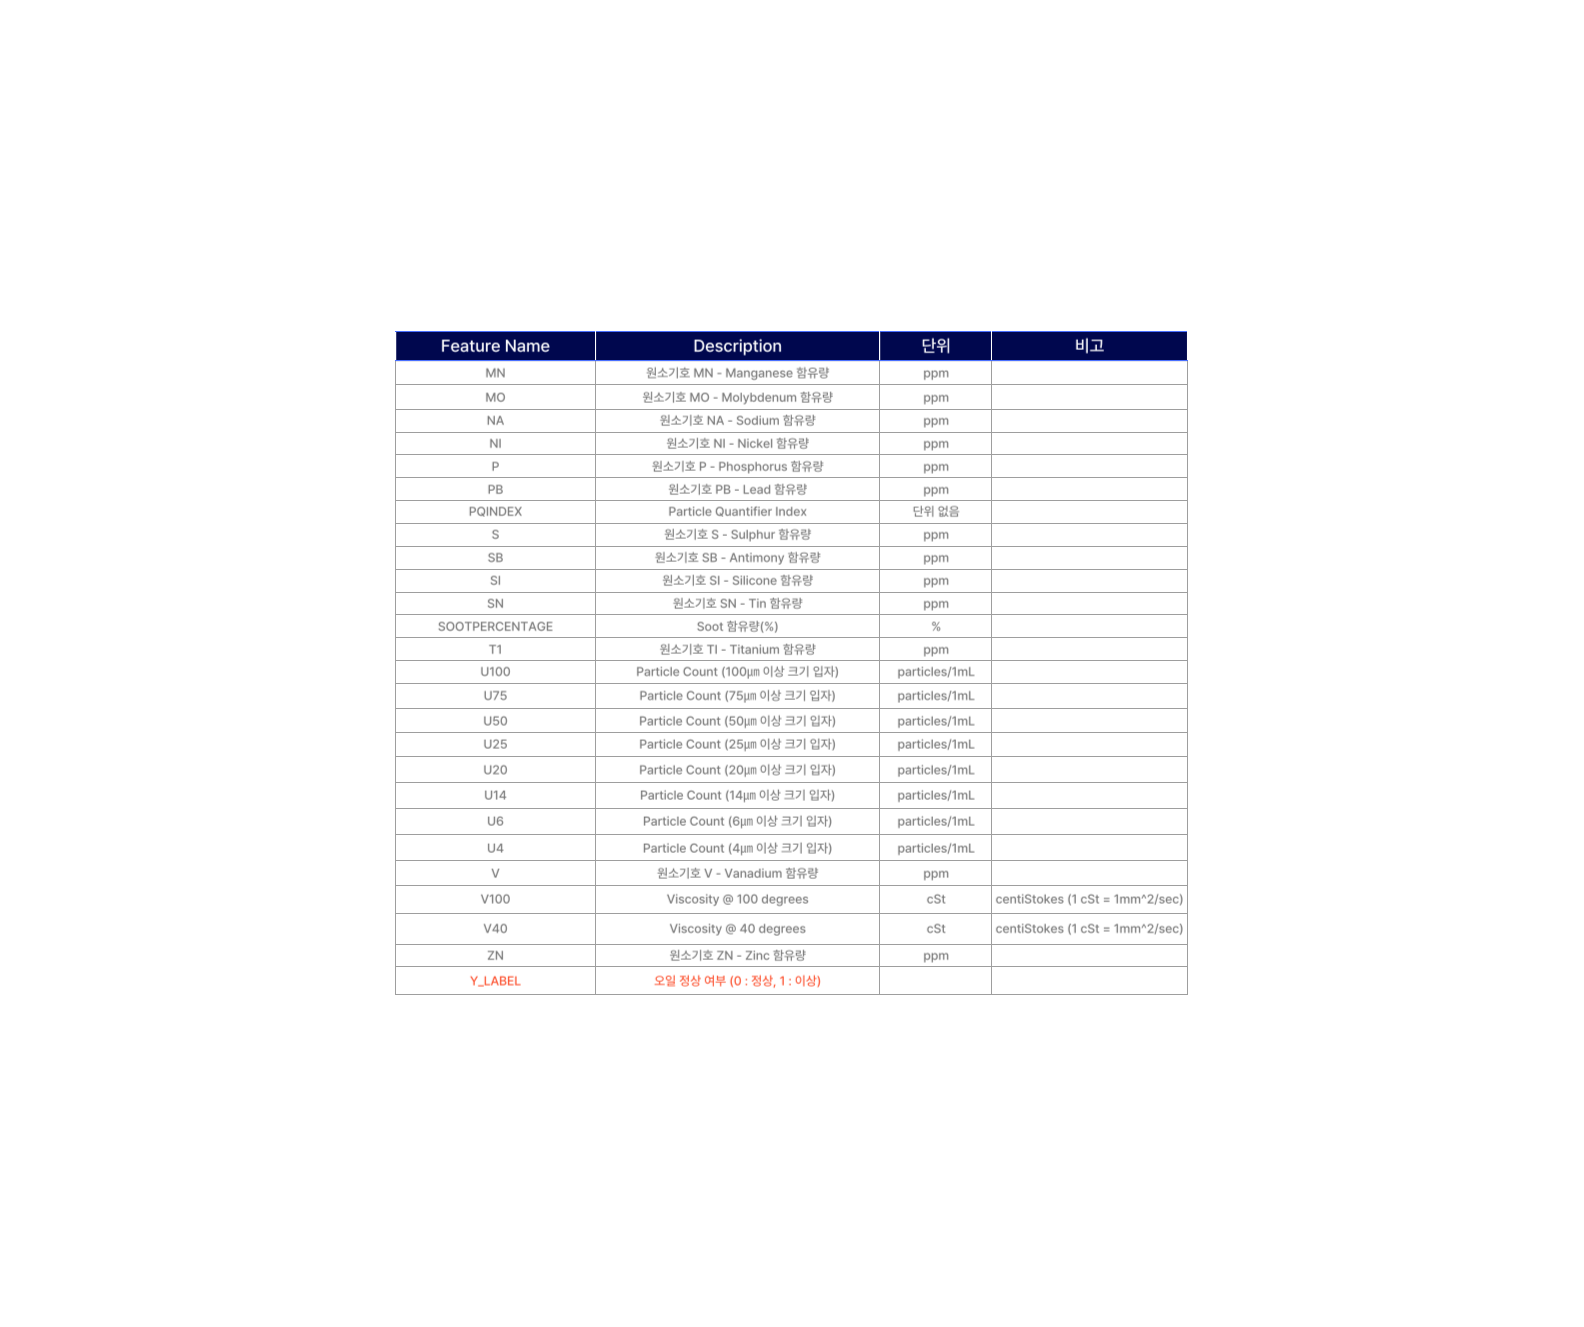 Feature Name Description 단위 비고
MN 원소기호 MN - Manganese 함유량 ppm
MO 원소기호 MO - Molybdenum 함유량 ppm
NA 원소기호 NA - Sodium 함유량 ppm
NI 원소기호 NI - Nickel 함유량 ppm
P 원소기호 P - Phosphorus 함유량 ppm
PB 원소기호 PB - Lead 함유량 ppm
PQINDEX Particle Quantifier Index 단위 없음
S 원소기호 S - Sulphur 함유량 ppm
SB 원소기호 SB - Antimony 함유량 ppm
SI 원소기호 SI - Silicone 함유량 ppm
SN 원소기호 SN - Tin 함유량 ppm
SOOTPERCENTAGE Soot 함유량(%) %
T1 원소기호 TI - Titanium 함유량 ppm
U100 Particle Count (100㎛ 이상 크기 입자) particles/1mL
U75 Particle Count (75㎛ 이상 크기 입자) particles/1mL
U50 Particle Count (50㎛ 이상 크기 입자) particles/1mL
U25 Particle Count (25㎛ 이상 크기 입자) particles/1mL
U20 Particle Count (20㎛ 이상 크기 입자) particles/1mL
U14 Particle Count (14㎛ 이상 크기 입자) particles/1mL
U6 Particle Count (6㎛ 이상 크기 입자) particles/1mL
U4 Particle Count (4㎛ 이상 크기 입자) particles/1mL
V 원소기호 V - Vanadium 함유량 ppm
V100 Viscosity @ 100 degrees cSt centiStokes (1 cSt = 1mm^2/sec)
V40 Viscosity @ 40 degrees cSt centiStokes (1 cSt = 1mm^2/sec)
ZN 원소기호 ZN - Zinc 함유량 ppm
Y_LABEL 오일 정상 여부 (0 : 정상, 1 : 이상)